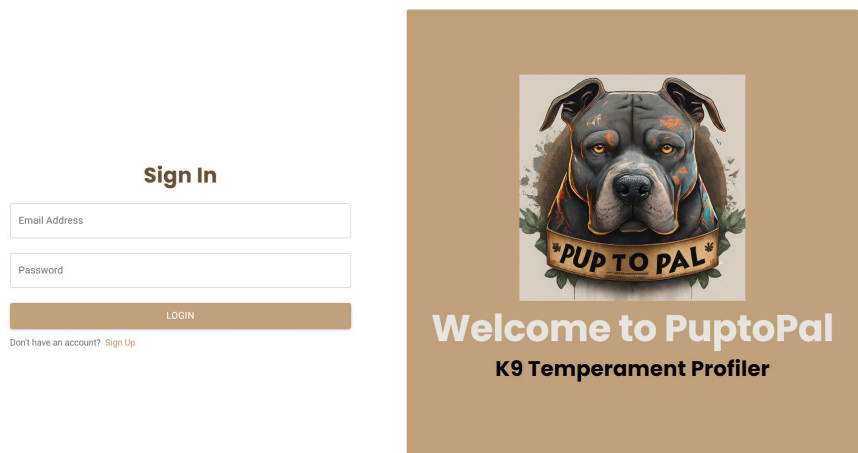 Sign In
Email Address
Password
LOGIN
Don't have an account? Sign Up
PUP TO PAL
Welcome to PuptoPal
K9 Temperament Profiler